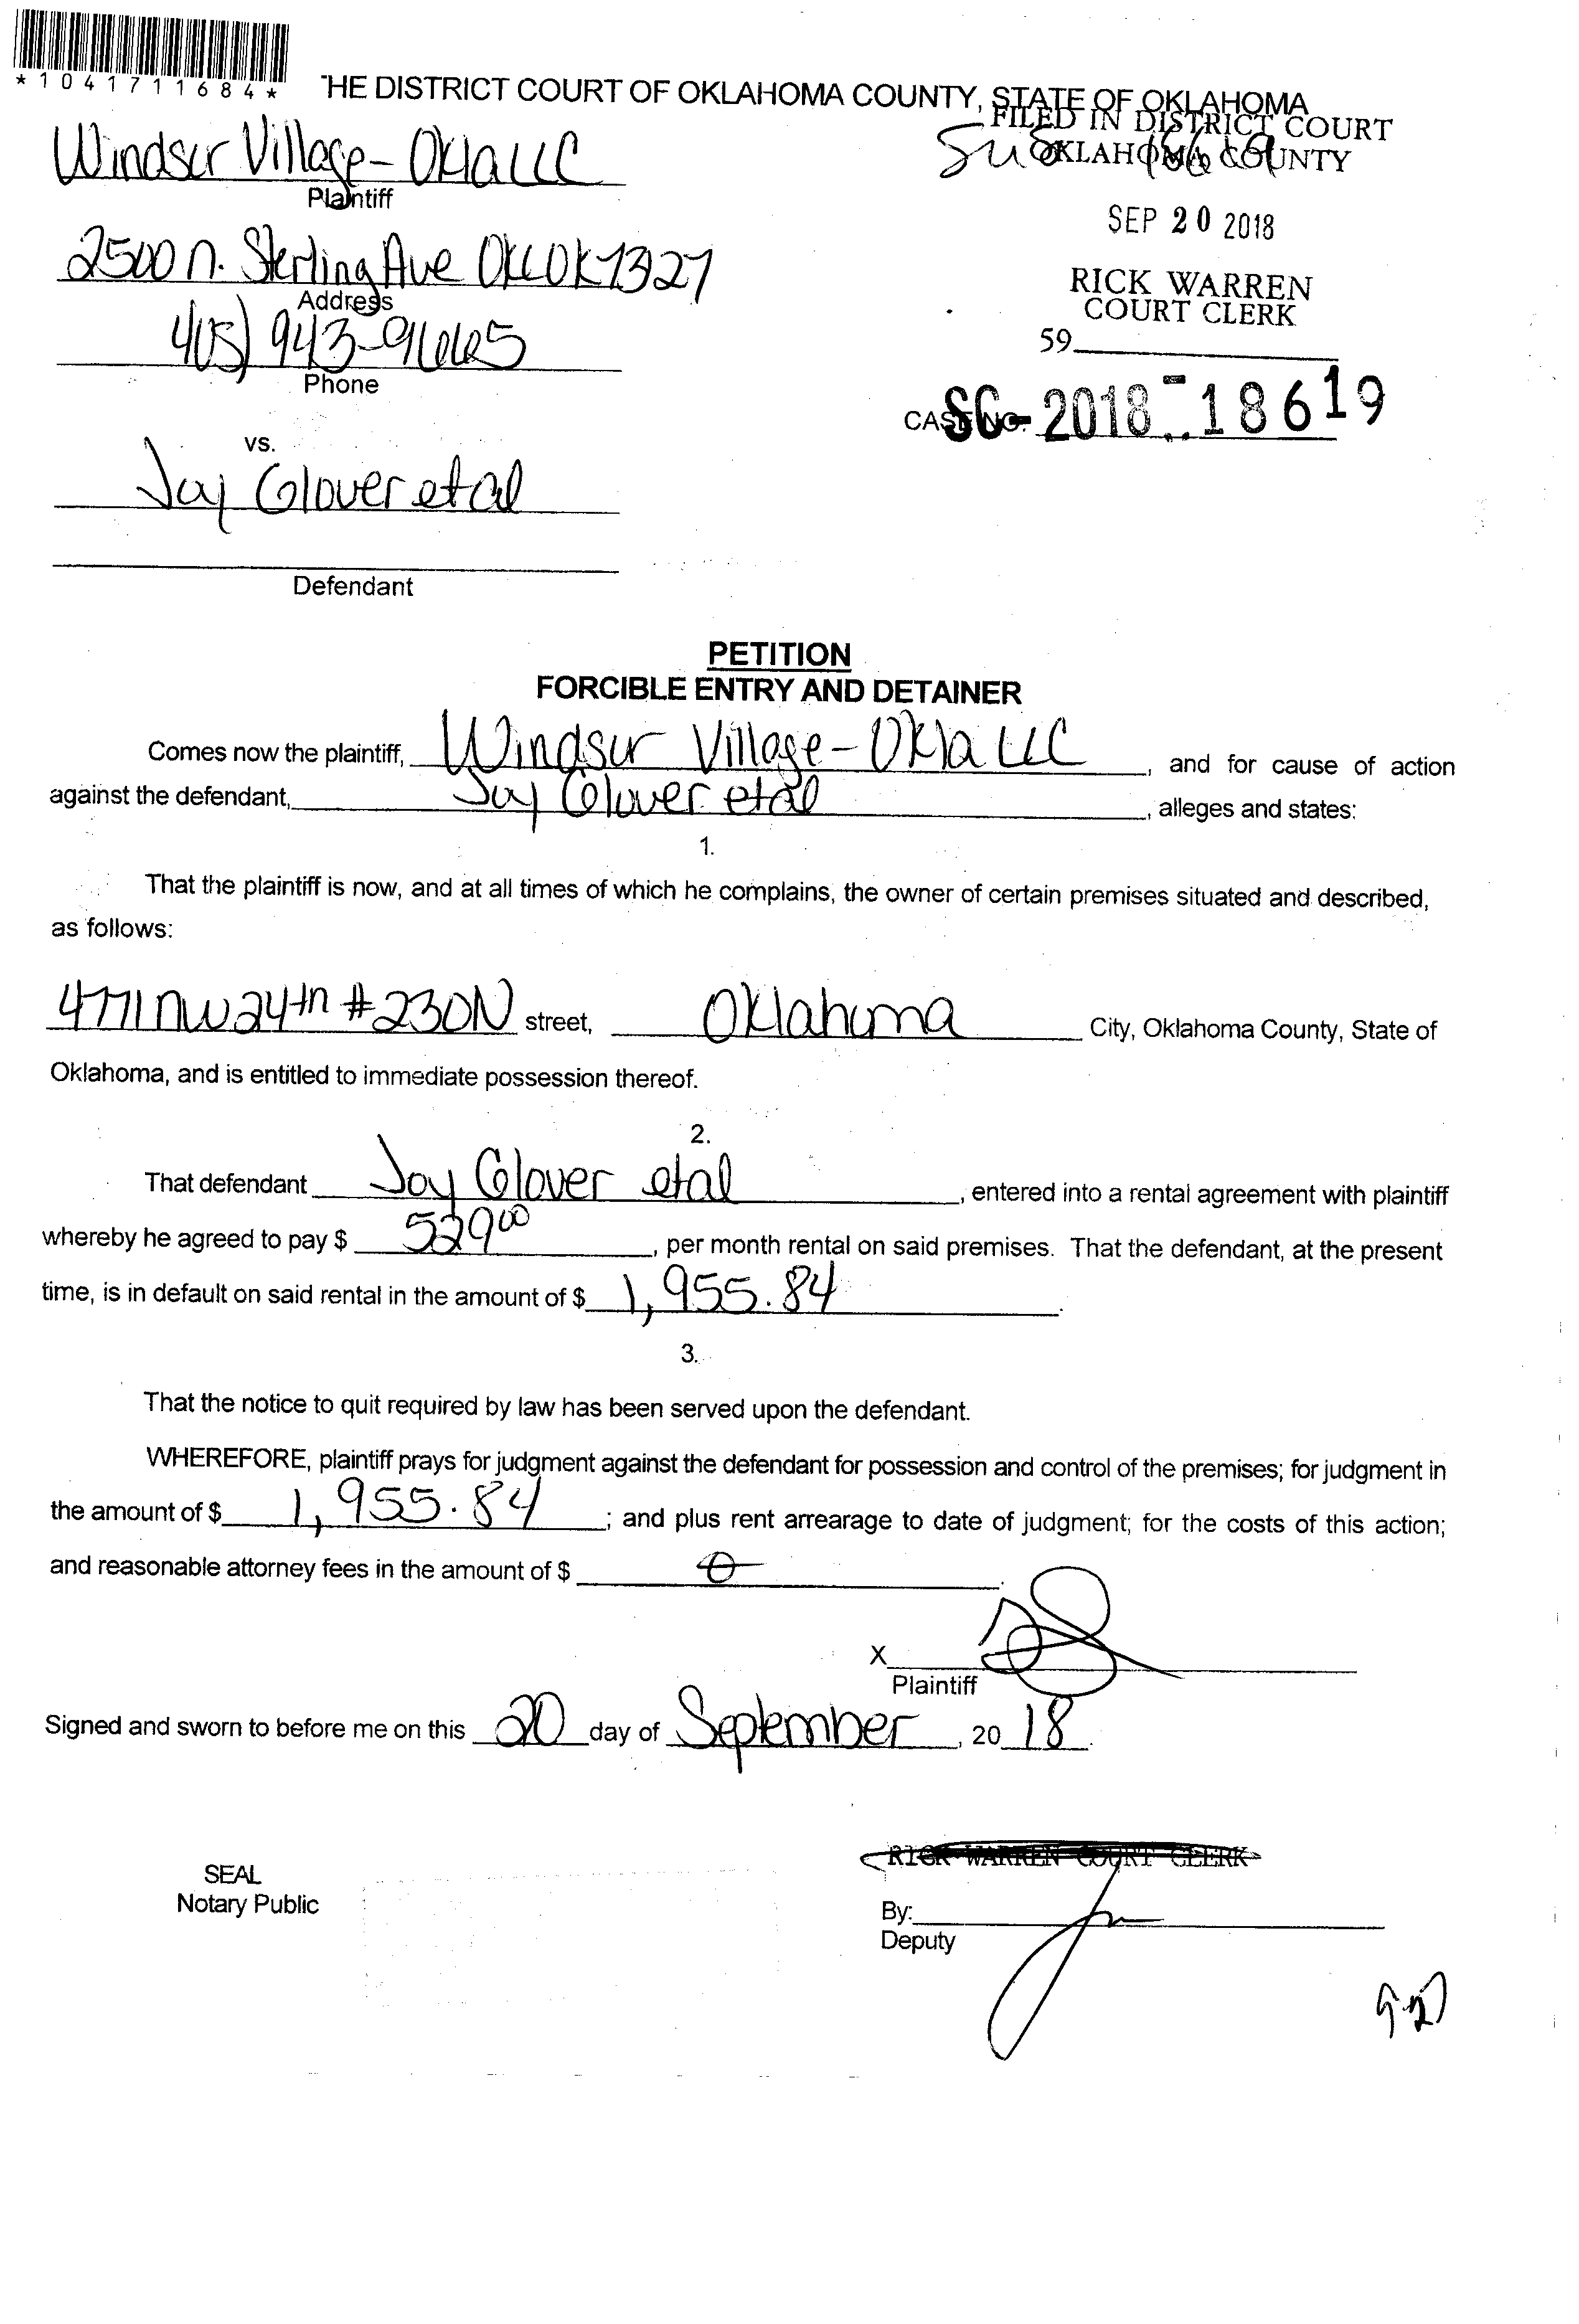 *1041711684*
HE DISTRICT COURT OF OKLAHOMA COUNTY, STATE OF OKLAHOMA
FILED IN DISTRICT COURT
OKLAHOMA COUNTY
Windsor Village-Okla LLC
Plaintiff
SEP 20 2018
2500 N. Sterling Ave OKC OK 73127
Address
RICK WARREN
COURT CLERK
405) 943-9665
Phone
59
CASE NO. SC-2018-18619
vs.
Joy Glover etal
Defendant
PETITION
FORCIBLE ENTRY AND DETAINER
Comes now the plaintiff, Windsor Village-Okla LLC, and for cause of action
against the defendant, Joy Glover etal, alleges and states:
1.
That the plaintiff is now, and at all times of which he complains, the owner of certain premises situated and described,
as follows:
4771 NW 24th #230N street, Oklahoma City, Oklahoma County, State of
Oklahoma, and is entitled to immediate possession thereof.
2.
That defendant Joy Glover etal, entered into a rental agreement with plaintiff
whereby he agreed to pay $ 529.00, per month rental on said premises. That the defendant, at the present
time, is in default on said rental in the amount of $ 1,955.84.
3.
That the notice to quit required by law has been served upon the defendant.
WHEREFORE, plaintiff prays for judgment against the defendant for possession and control of the premises; for judgment in
the amount of $ 1,955.84; and plus rent arrearage to date of judgment; for the costs of this action;
and reasonable attorney fees in the amount of $ 0.
X
Plaintiff
Signed and sworn to before me on this 20 day of September, 20 18.
RICK WARREN COURT CLERK
SEAL
Notary Public
By:
Deputy
9-27